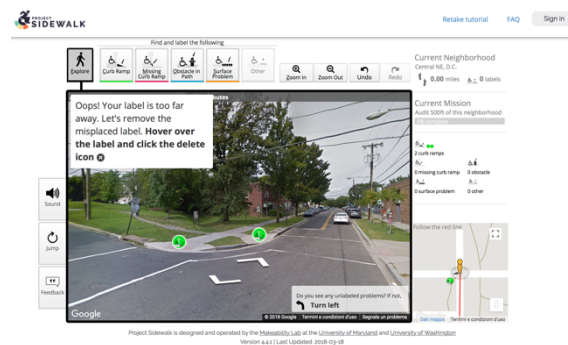 PROJECT
SIDEWALK
Retake tutorial
FAQ
Sign in
Find and label the following
Explore
Curb Ramp
Missing
Curb Ramp
Obstacle in
Path
Surface
Problem
Other
Zoom In
Zoom Out
Undo
Redo
Current Neighborhood
Central NE, D.C.
0.00 miles
0 labels
Current Mission
Audit 500ft of this neighborhood
2 curb ramps
0 missing curb ramp
0 obstacle
0 surface problem
0 other
Oops! Your label is too far
away. Let's remove the
misplaced label. Hover over
the label and click the delete
icon
Sound
Jump
Feedback
Follow the red line
Do you see any unlabeled problems? If not,
Turn left
Google
© 2018 Google
Termini e condizioni d'uso
Segnala un problema
Dati mappa
Termini e condizioni d'uso
Project Sidewalk is designed and operated by the Makeability Lab at the University of Maryland and University of Washington
Version 4.4.1 | Last Updated: 2018-03-18